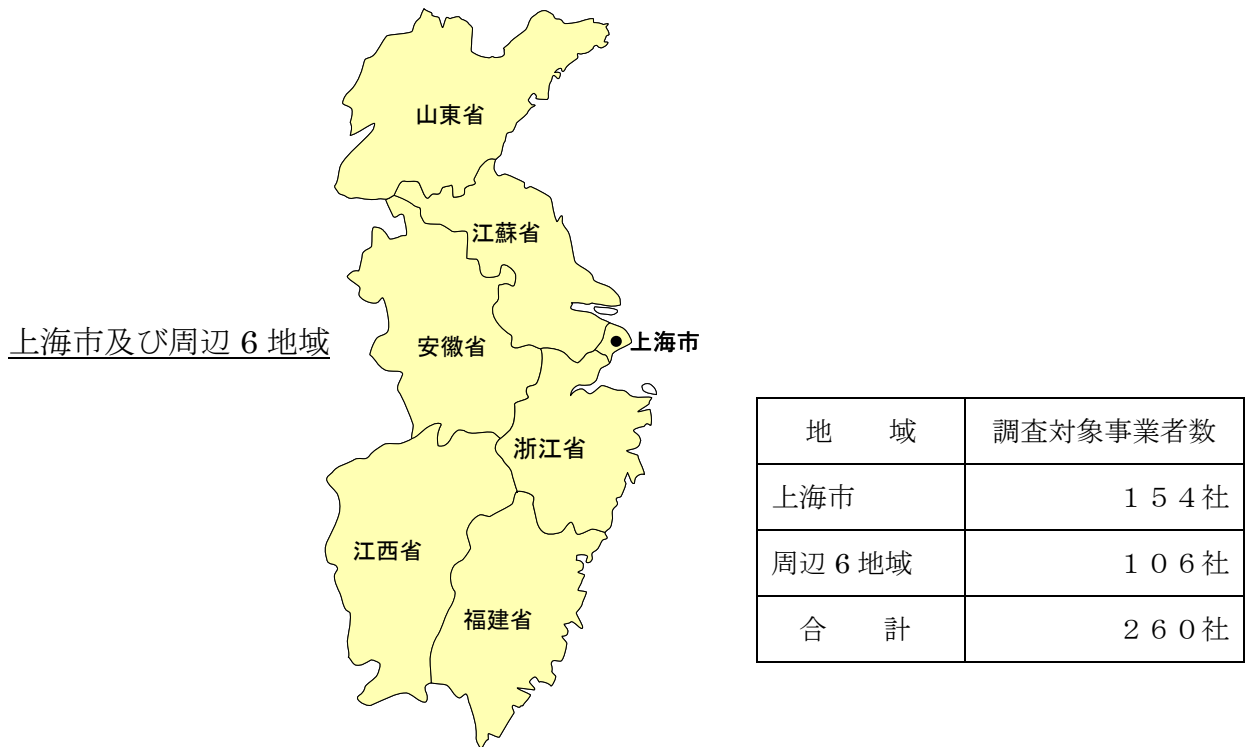 山東省
江蘇省
上海市及び周辺 6 地域
安徽省
上海市
浙江省
江西省
福建省
地　域　調査対象事業者数
上海市　１５４社
周辺 6 地域　１０６社
合　計　２６０社